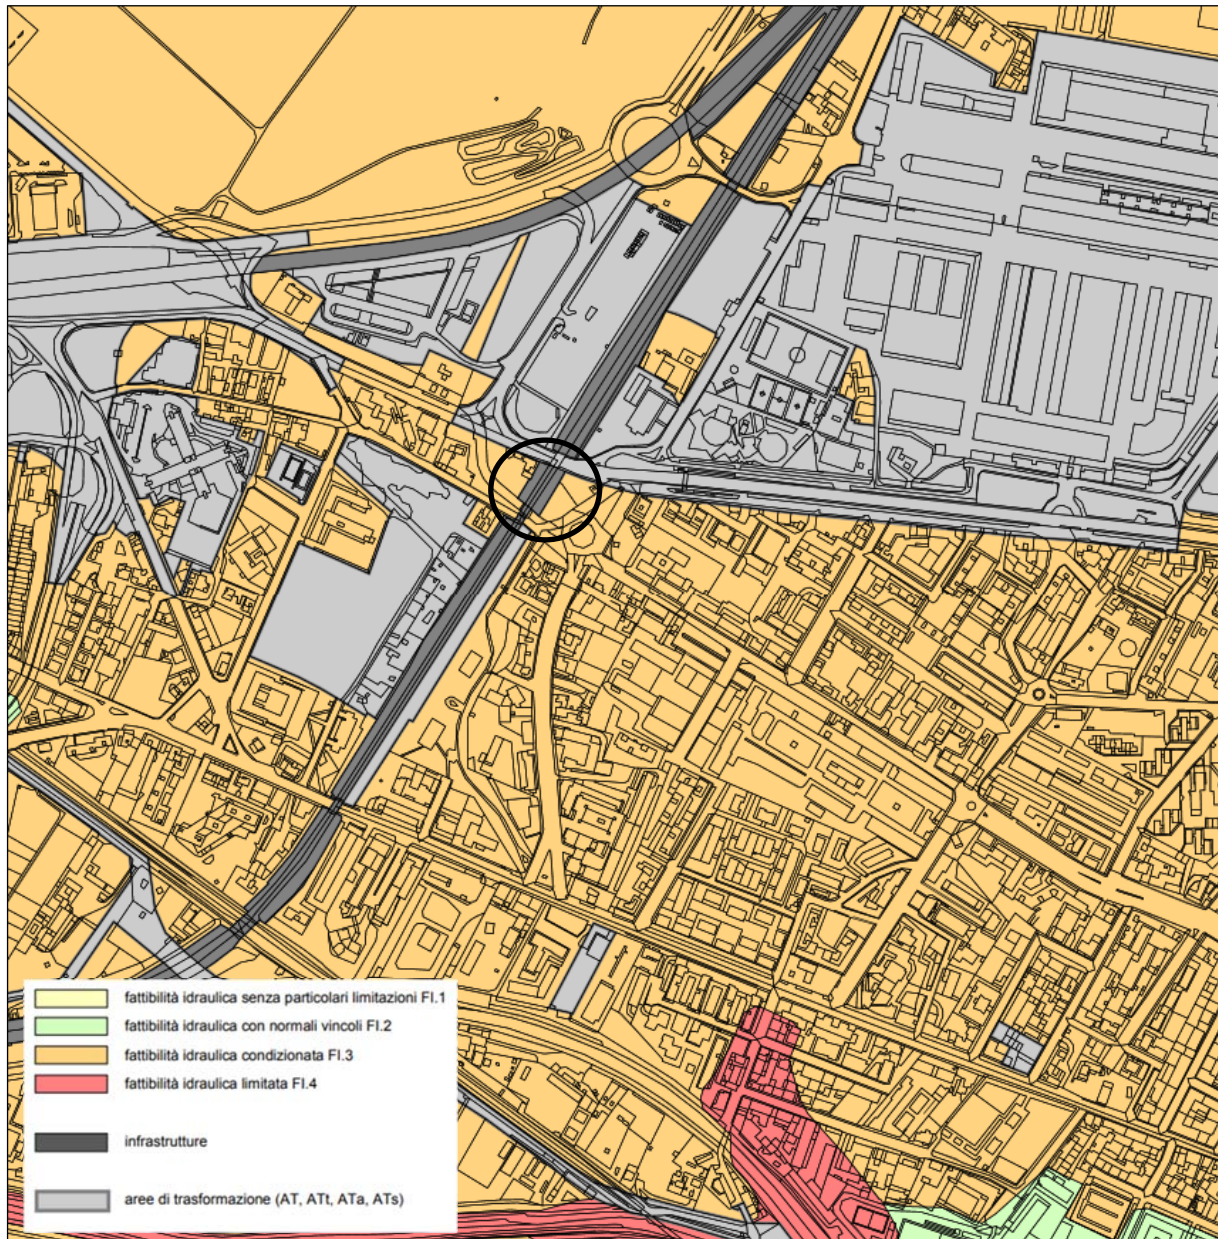 fattibilità idraulica senza particolari limitazioni FI.1
fattibilità idraulica con normali vincoli FI.2
fattibilità idraulica condizionata FI.3
fattibilità idraulica limitata FI.4
infrastrutture
aree di trasformazione (AT, ATt, ATa, ATs)